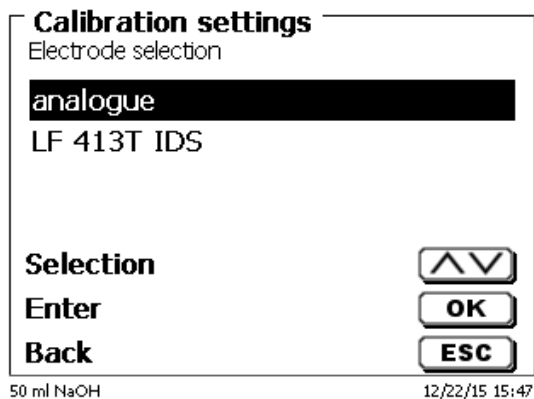 Calibration settings
Electrode selection
analogue
LF 413T IDS
Selection
Enter OK
Back ESC
50 ml NaOH 12/22/15 15:47